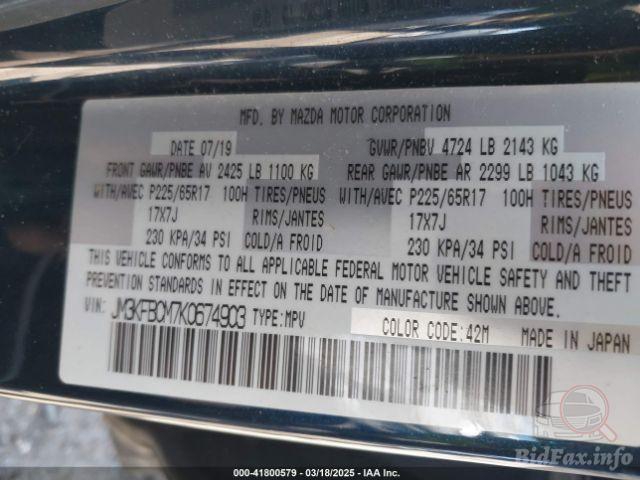 MFD. BY MAZDA MOTOR CORPORATION
DATE 07/19 GVWR/PNBV 4724 LB 2143 KG
FRONT GAWR/PNBE AV 2425 LB 1100 KG REAR GAWR/PNBE AR 2299 LB 1043 KG
WITH/AVEC P225/65R17 100H TIRES/PNEUS WITH/AVEC P225/65R17 100H TIRES/PNEUS
17X7J RIMS/JANTES 17X7J RIMS/JANTES
230 KPA/34 PSI COLD/A FROID 230 KPA/34 PSI COLD/A FROID
THIS VEHICLE CONFORMS TO ALL APPLICABLE FEDERAL MOTOR VEHICLE SAFETY AND THEFT
PREVENTION STANDARDS IN EFFECT ON THE DATE OF MANUFACTURE SHOWN ABOVE.
VIN: JM3KFBCM7K0674903 TYPE:MPV COLOR CODE:42M MADE IN JAPAN
000-41800579 - 03/18/2025 - IAA Inc.
BidFax.info